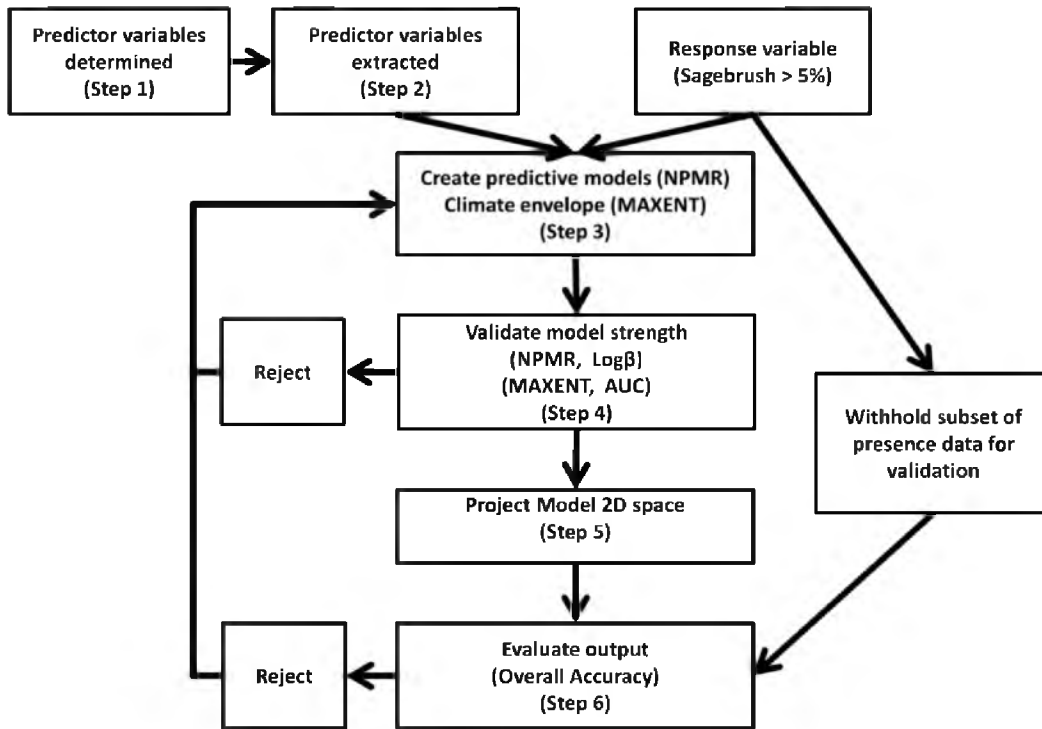 Predictor variables
determined
(Step 1)
Predictor variables
extracted
(Step 2)
Response variable
(Sagebrush > 5%)
Create predictive models (NPMR)
Climate envelope (MAXENT)
(Step 3)
Validate model strength
(NPMR, Logβ)
(MAXENT, AUC)
(Step 4)
Reject
Withhold subset of
presence data for
validation
Project Model 2D space
(Step 5)
Evaluate output
(Overall Accuracy)
(Step 6)
Reject